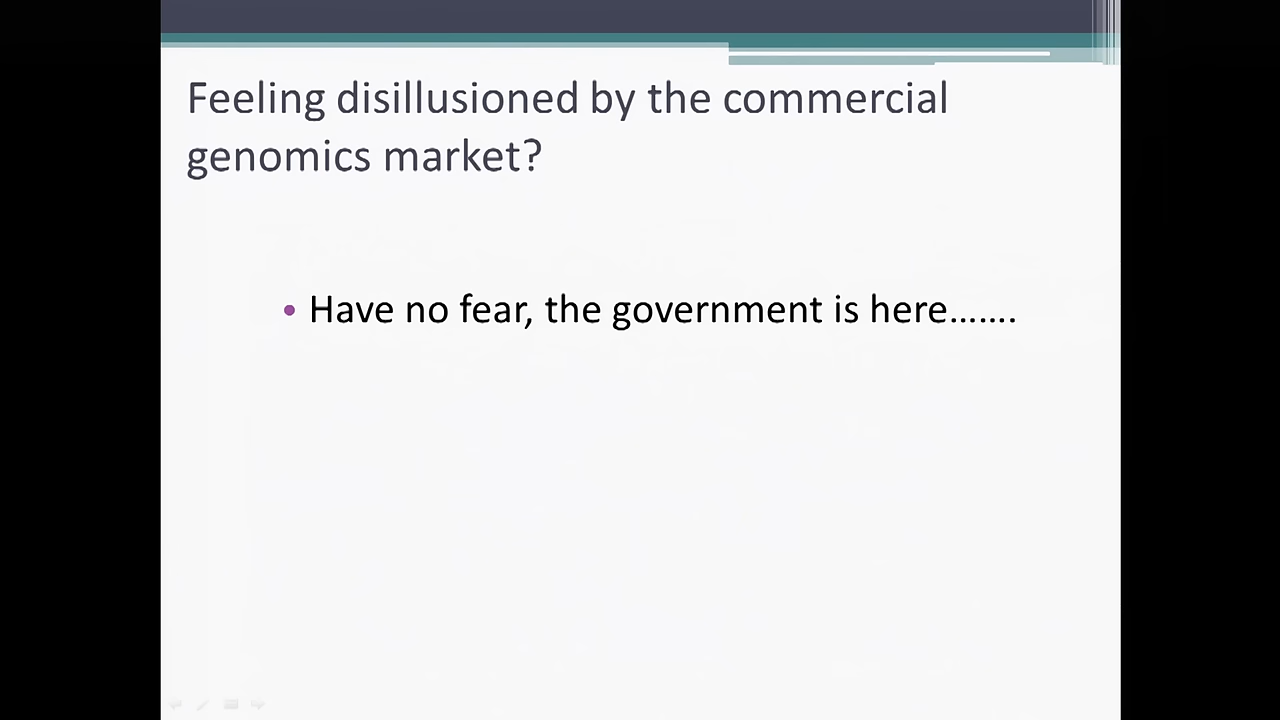 Feeling disillusioned by the commercial
genomics market?
• Have no fear, the government is here…….